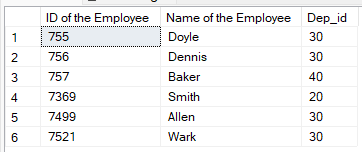 ID of the Employee Name of the Employee Dep_id
1 755 Doyle 30
2 756 Dennis 30
3 757 Baker 40
4 7369 Smith 20
5 7499 Allen 30
6 7521 Wark 30